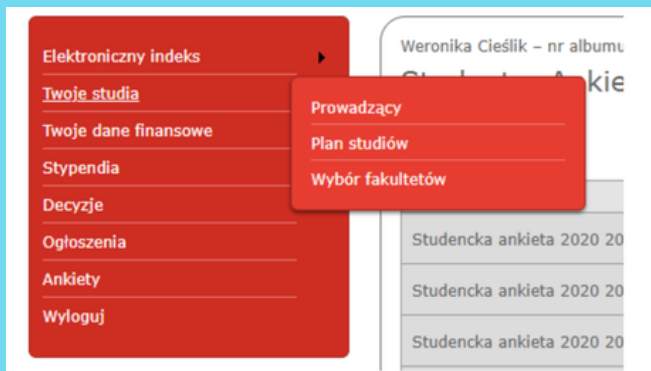 Elektroniczny indeks
Twoje studia
Twoje dane finansowe
Stypendia
Decyzje
Ogłoszenia
Ankiety
Wyloguj
Prowadzący
Plan studiów
Wybór fakultetów
Weronika Cieślik – nr albumu
Studencka ankieta 2020 20
Studencka ankieta 2020 20
Studencka ankieta 2020 20